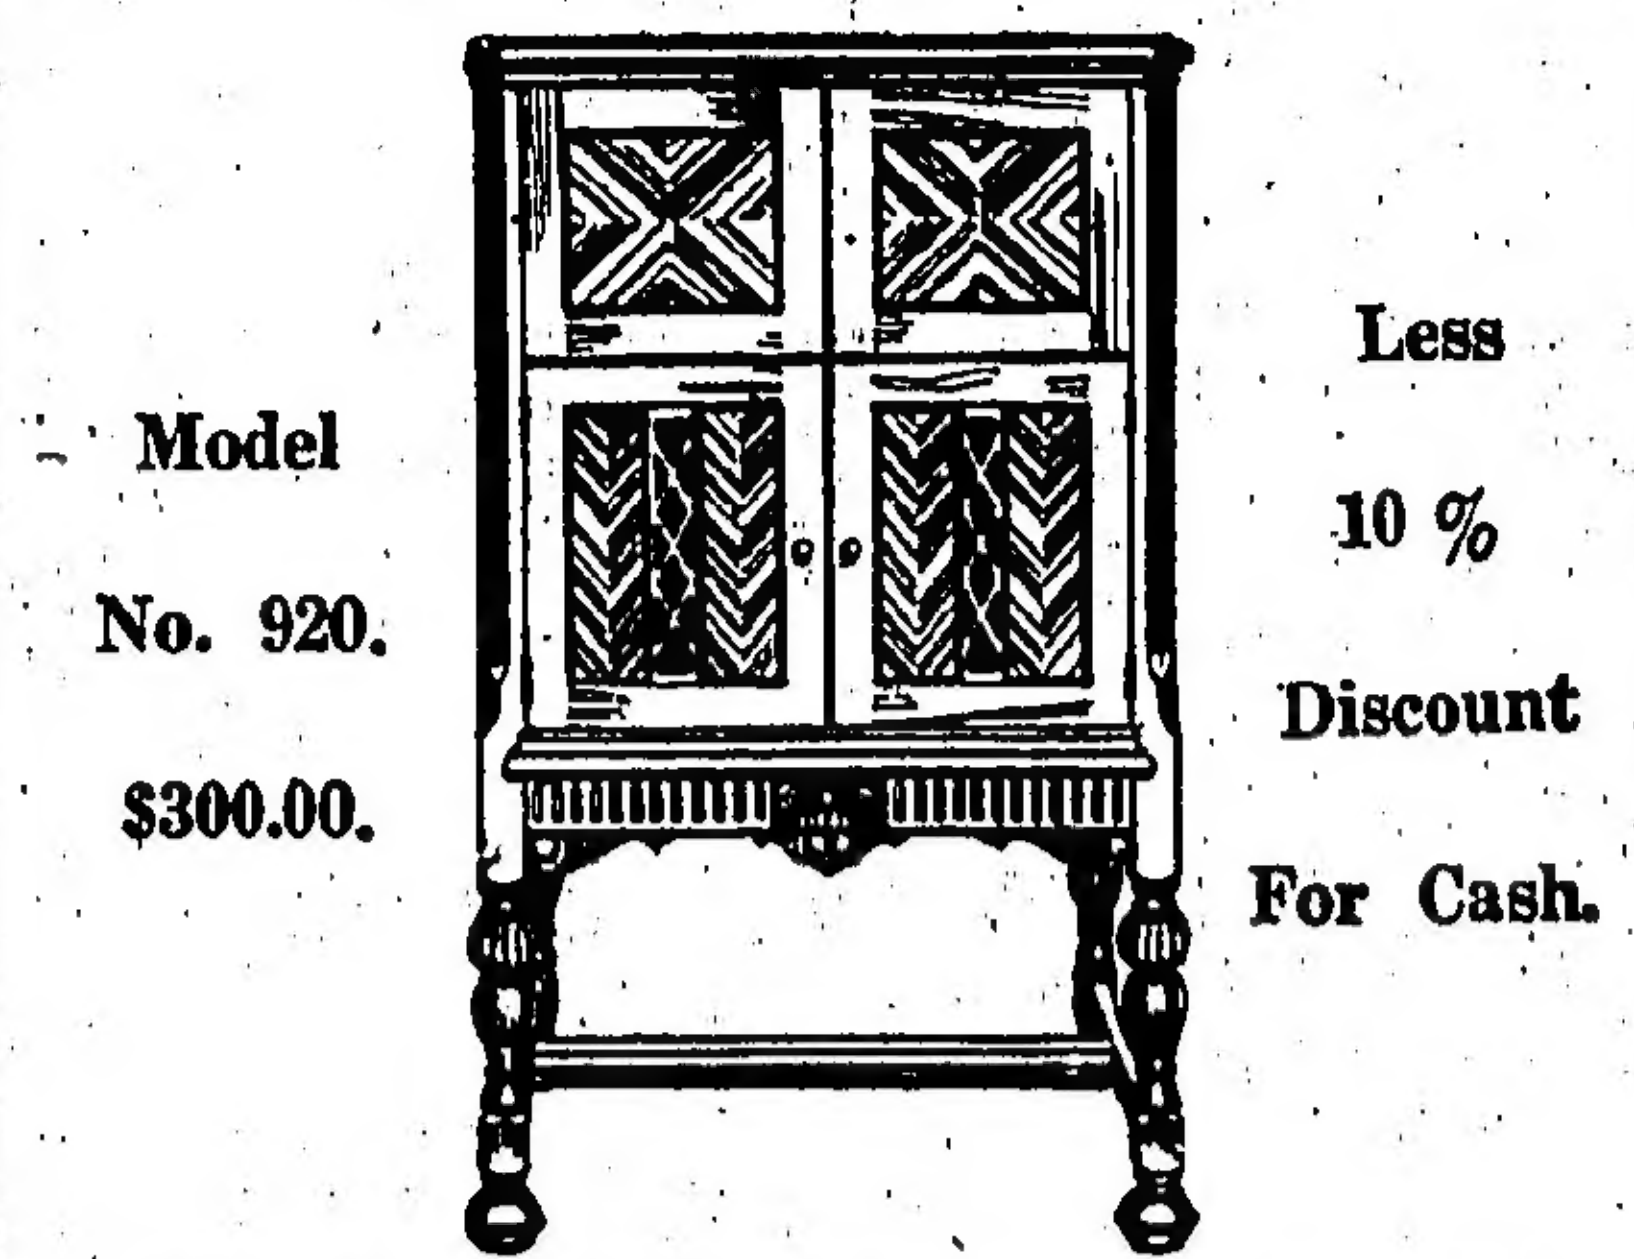 Model
No. 920.
$300.00.
Less
10 %
Discount
For Cash.